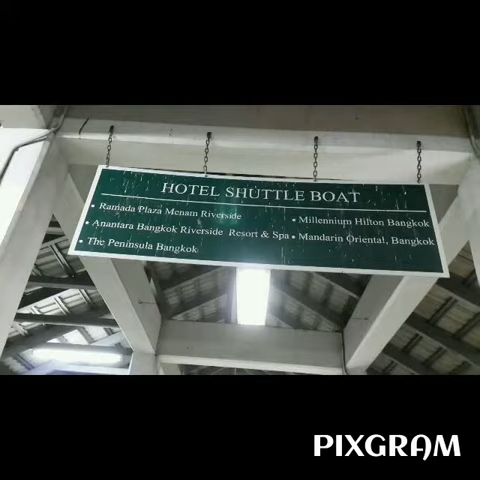 HOTEL SHUTTLE BOAT
• Ramada Plaza Menam Riverside
• Anantara Bangkok Riverside Resort & Spa
• The Peninsula Bangkok
• Millennium Hilton Bangkok
• Mandarin Oriental, Bangkok
PIXGRAM